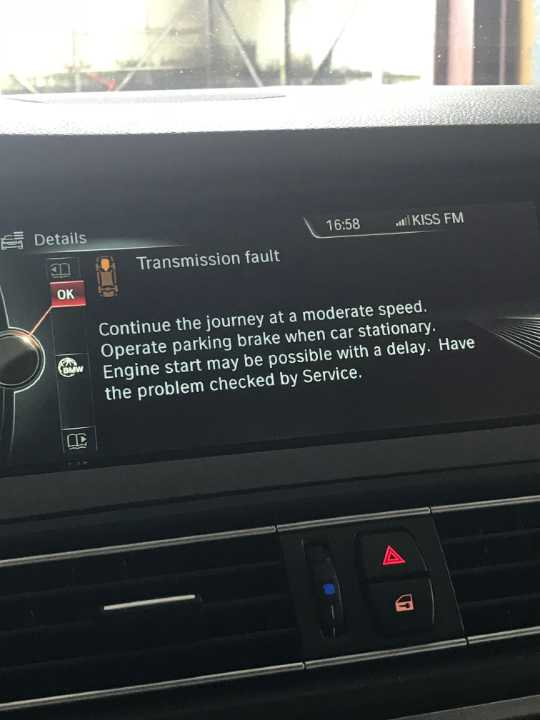 16:58 KISS FM
Details
Transmission fault
OK
Continue the journey at a moderate speed.
Operate parking brake when car stationary.
Engine start may be possible with a delay. Have
the problem checked by Service.
BMW